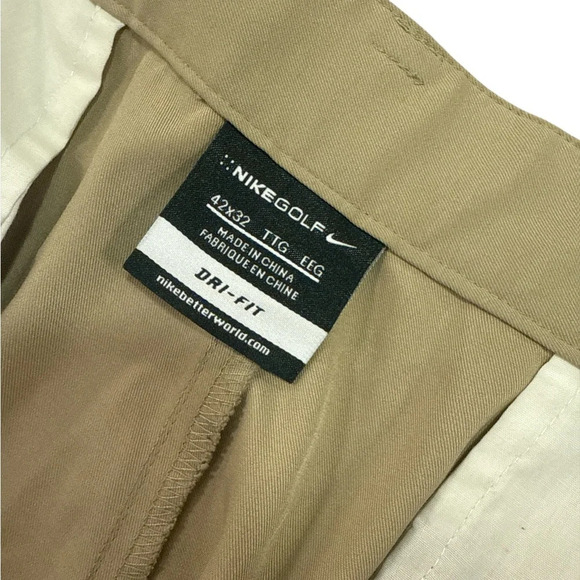 NIKEGOLF
42X32 TTG EEG
MADE IN CHINA
FABRIQUE EN CHINE
DRI-FIT
nikebetterworld.com